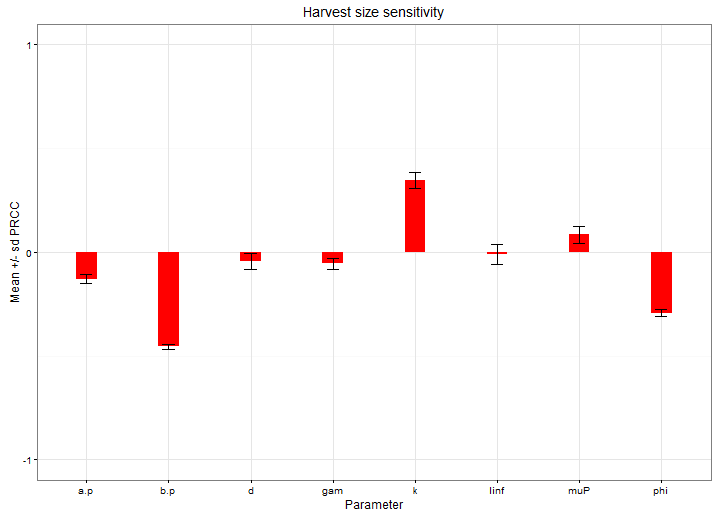 Harvest size sensitivity
Mean +/- sd PRCC
1
0
-1
a.p b.p d gam k linf muP phi
Parameter